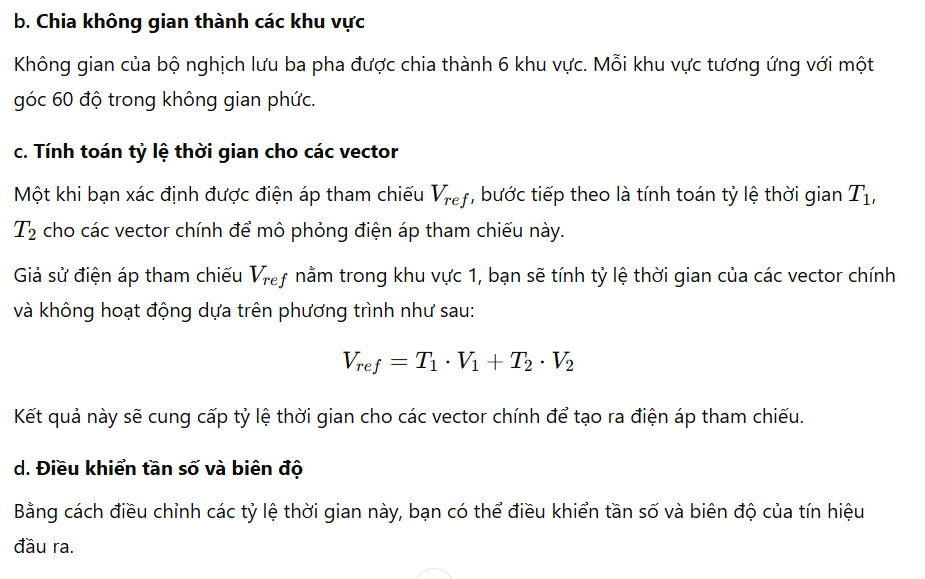 b. Chia không gian thành các khu vực
Không gian của bộ nghịch lưu ba pha được chia thành 6 khu vực. Mỗi khu vực tương ứng với một
góc 60 độ trong không gian phức.
c. Tính toán tỷ lệ thời gian cho các vector
Một khi bạn xác định được điện áp tham chiếu V_{ref}, bước tiếp theo là tính toán tỷ lệ thời gian T_1,
T_2 cho các vector chính để mô phỏng điện áp tham chiếu này.
Giả sử điện áp tham chiếu V_{ref} nằm trong khu vực 1, bạn sẽ tính tỷ lệ thời gian của các vector chính
và không hoạt động dựa trên phương trình như sau:
V_{ref} = T_1 · V_1 + T_2 · V_2
Kết quả này sẽ cung cấp tỷ lệ thời gian cho các vector chính để tạo ra điện áp tham chiếu.
d. Điều khiển tần số và biên độ
Bằng cách điều chỉnh các tỷ lệ thời gian này, bạn có thể điều khiển tần số và biên độ của tín hiệu
đầu ra.